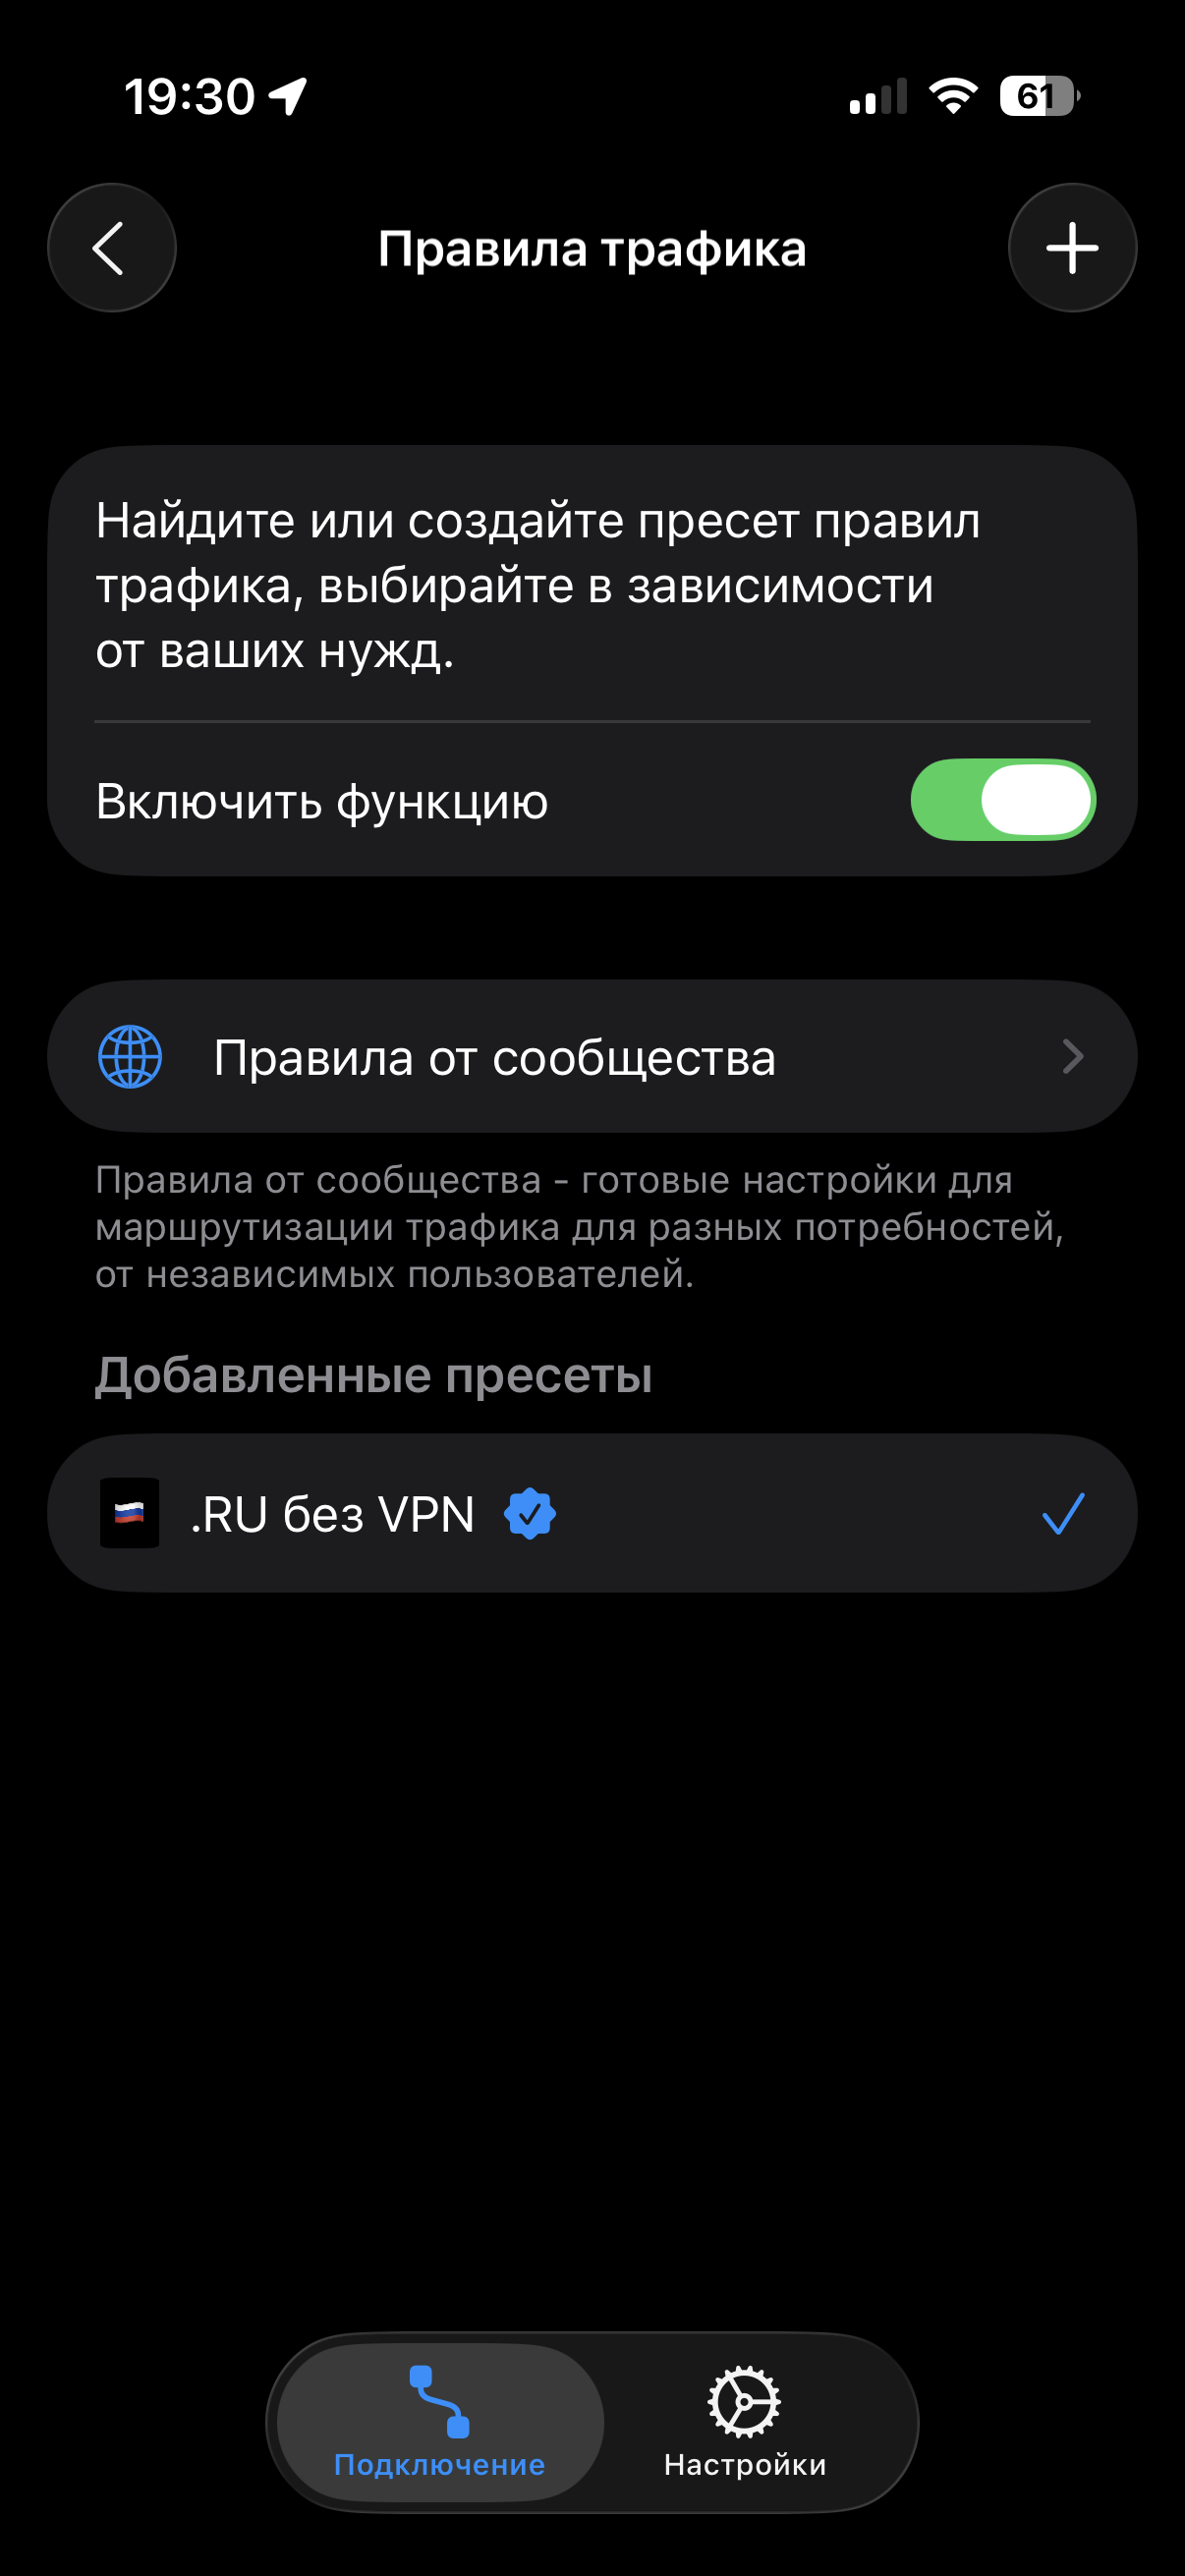 19:30
61
Правила трафика
Найдите или создайте пресет правил
трафика, выбирайте в зависимости
от ваших нужд.
Включить функцию
Правила от сообщества
Правила от сообщества - готовые настройки для
маршрутизации трафика для разных потребностей,
от независимых пользователей.
Добавленные пресеты
.RU без VPN
Подключение
Настройки